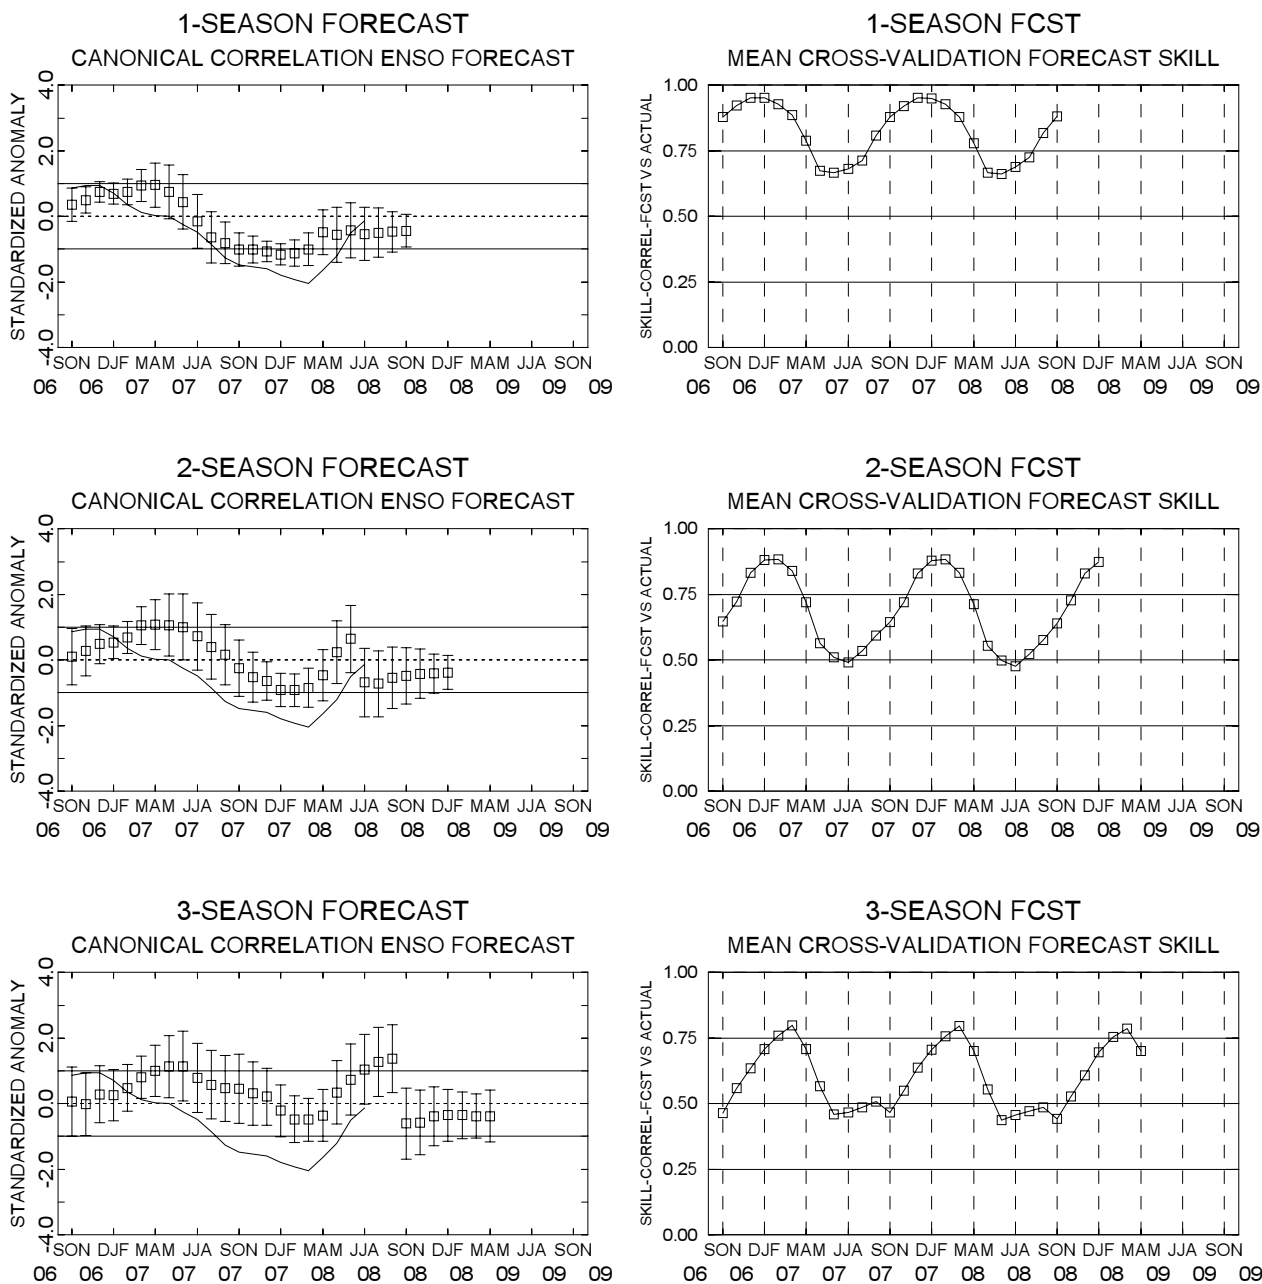 1-SEASON FORECAST
CANONICAL CORRELATION ENSO FORECAST
STANDARDIZED ANOMALY
4.0
2.0
0.0
-2.0
-4.0
SON DJF MAM JJA SON DJF MAM JJA SON DJF MAM JJA SON
06 06 07 07 07 07 08 08 08 08 09 09 09
1-SEASON FCST
MEAN CROSS-VALIDATION FORECAST SKILL
SKILL-CORREL-FCST VS ACTUAL
1.00
0.75
0.50
0.25
0.00
SON DJF MAM JJA SON DJF MAM JJA SON DJF MAM JJA SON
06 06 07 07 07 07 08 08 08 08 09 09 09
2-SEASON FORECAST
CANONICAL CORRELATION ENSO FORECAST
STANDARDIZED ANOMALY
4.0
2.0
0.0
-2.0
-4.0
SON DJF MAM JJA SON DJF MAM JJA SON DJF MAM JJA SON
06 06 07 07 07 07 08 08 08 08 09 09 09
2-SEASON FCST
MEAN CROSS-VALIDATION FORECAST SKILL
SKILL-CORREL-FCST VS ACTUAL
1.00
0.75
0.50
0.25
0.00
SON DJF MAM JJA SON DJF MAM JJA SON DJF MAM JJA SON
06 06 07 07 07 07 08 08 08 08 09 09 09
3-SEASON FORECAST
CANONICAL CORRELATION ENSO FORECAST
STANDARDIZED ANOMALY
4.0
2.0
0.0
-2.0
-4.0
SON DJF MAM JJA SON DJF MAM JJA SON DJF MAM JJA SON
06 06 07 07 07 07 08 08 08 08 09 09 09
3-SEASON FCST
MEAN CROSS-VALIDATION FORECAST SKILL
SKILL-CORREL-FCST VS ACTUAL
1.00
0.75
0.50
0.25
0.00
SON DJF MAM JJA SON DJF MAM JJA SON DJF MAM JJA SON
06 06 07 07 07 07 08 08 08 08 09 09 09